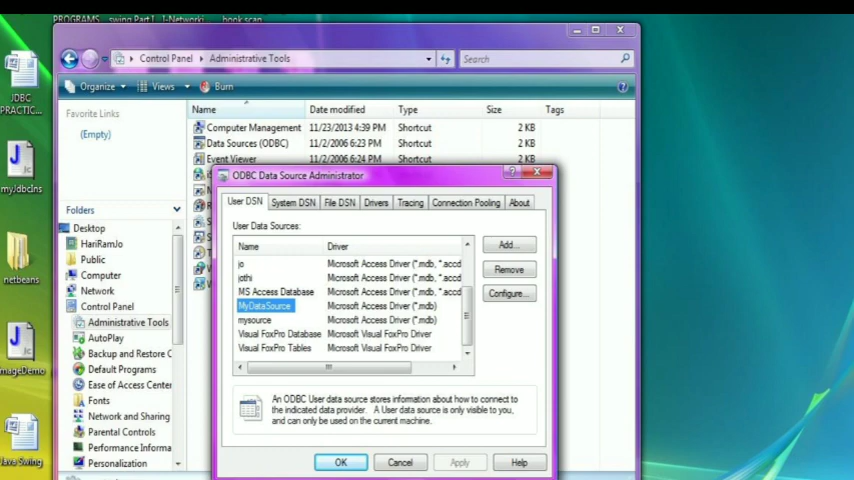 PROGRAMS
swing Part I
I-Networki...
book scan
Control Panel
Administrative Tools
Search
Organize
Views
Burn
JDBC
PRACTIC...
myJdbcIns
netbeans
ImageDemo
Java Swing
Favorite Links
(Empty)
Folders
Desktop
HariRamJo
Public
Computer
Network
Control Panel
Administrative Tools
AutoPlay
Backup and Restore C
Default Programs
Ease of Access Center
Fonts
Network and Sharing
Parental Controls
Performance Informa
Personalization
Name Date modified Type Size Tags
Computer Management 11/23/2013 4:39 PM Shortcut 2 KB
Data Sources (ODBC) 11/2/2006 6:23 PM Shortcut 2 KB
Event Viewer 11/2/2006 6:24 PM Shortcut 2 KB
ODBC Data Source Administrator
User DSN System DSN File DSN Drivers Tracing Connection Pooling About
User Data Sources:
Name Driver
jo Microsoft Access Driver (*.mdb, *.accd
jothi Microsoft Access Driver (*.mdb, *.accd
MS Access Database Microsoft Access Driver (*.mdb, *.accd
MyDataSource Microsoft Access Driver (*.mdb)
mysource Microsoft Access Driver (*.mdb)
Visual FoxPro Database Microsoft Visual FoxPro Driver
Visual FoxPro Tables Microsoft Visual FoxPro Driver
Add...
Remove
Configure...
An ODBC User data source stores information about how to connect to
the indicated data provider. A User data source is only visible to you,
and can only be used on the current machine.
OK Cancel Apply Help